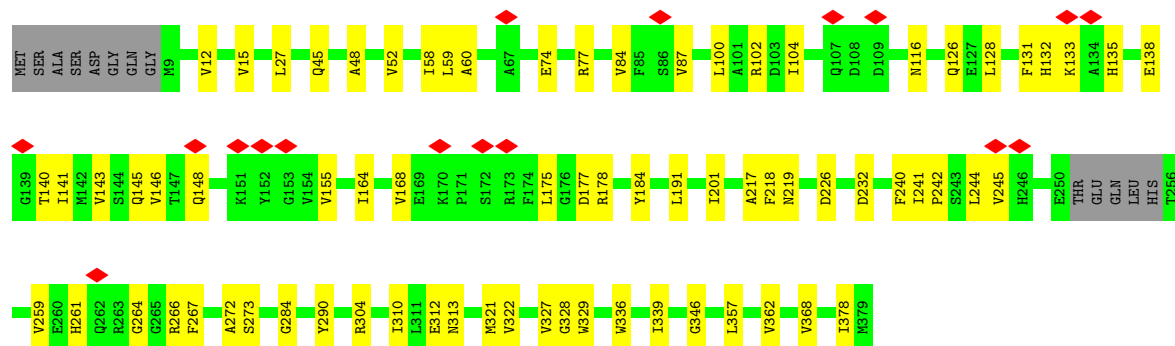 MET SER ALA SER ASP GLY GLN GLY M9 V12 V15 L27 Q45 A48 V52 I58 L59 A60 A67 E74 R77 V84 F85 S86 V87 L100 A101 R102 D103 I104 Q107 D108 D109 N116 Q126 E127 L128 F131 H132 K133 A134 H135 E138
G139 T140 I141 M142 V143 S144 Q145 V146 T147 Q148 K151 Y152 G153 V154 V155 I164 V168 E169 K170 P171 S172 R173 F174 L175 G176 D177 R178 Y184 L191 I201 A217 F218 N219 D226 D232 F240 I241 P242 S243 L244 V245 H246 E250 THR GLU GLN LEU HIS T256
V259 E260 H261 Q262 R263 G264 G265 R266 F267 A272 S273 G284 Y290 R304 I310 L311 E312 N313 M321 V322 V327 G328 W329 W336 I339 G346 L357 V362 V368 I378 M379